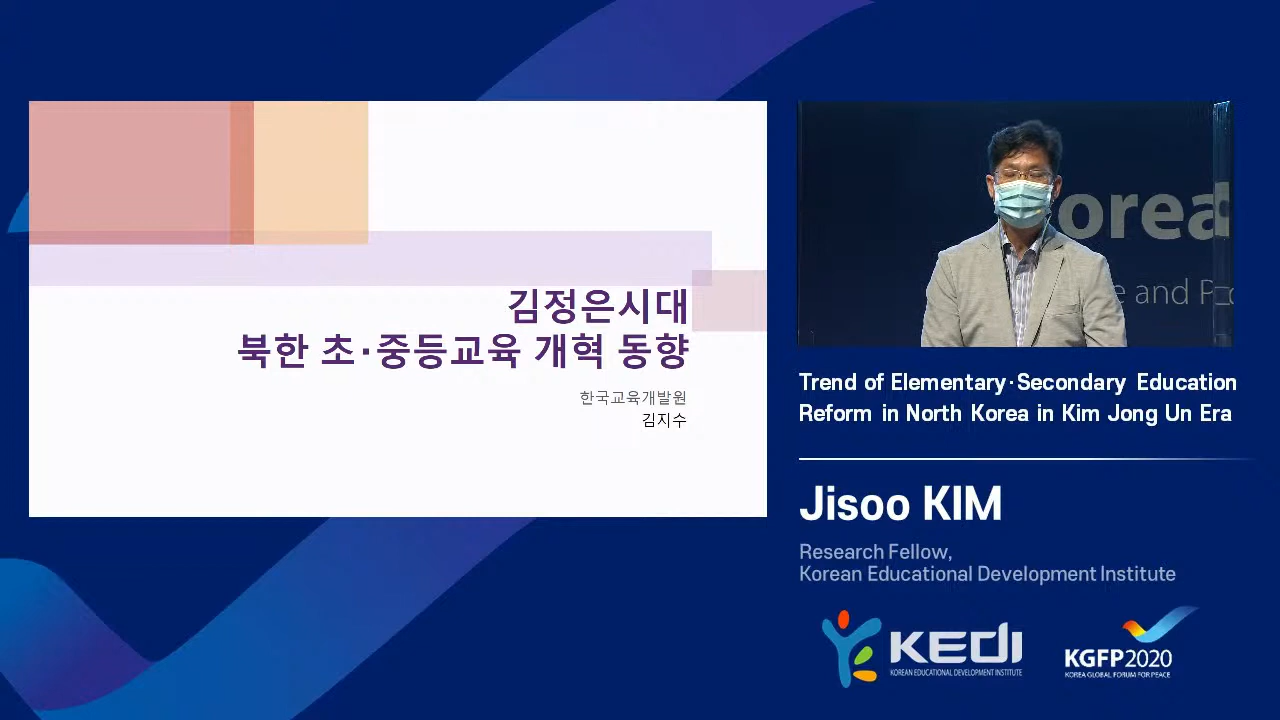 김정은시대
북한 초·중등교육 개혁 동향
한국교육개발원
김지수
orea
e and P
Trend of Elementary·Secondary Education
Reform in North Korea in Kim Jong Un Era
Jisoo KIM
Research Fellow,
Korean Educational Development Institute
KEDI
KOREAN EDUCATIONAL DEVELOPMENT INSTITUTE
KGFP2020
KOREA GLOBAL FORUM FOR PEACE